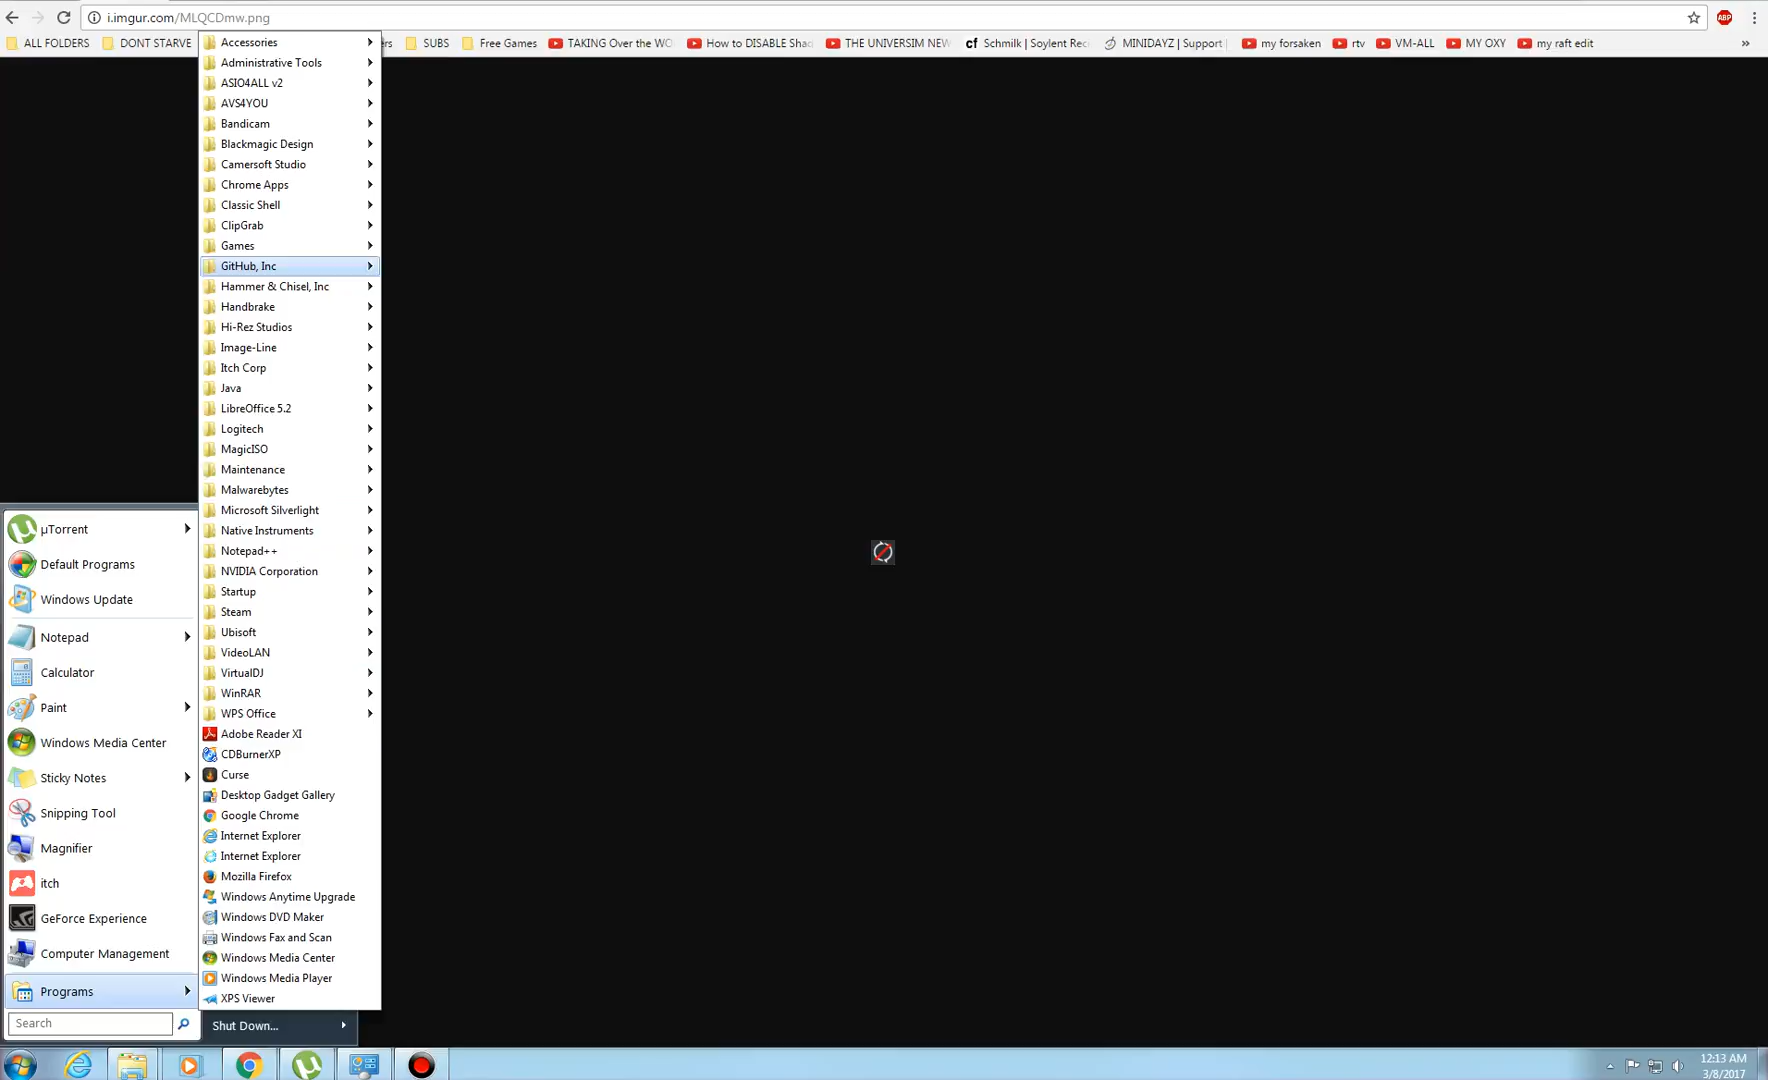 i.imgur.com/MLQCDmw.png
ABP
ALL FOLDERS
DONT STARVE
ers
SUBS
Free Games
TAKING Over the WO
How to DISABLE Shad
THE UNIVERSIM NEW
cf Schmilk | Soylent Rec
MINIDAYZ | Support
my forsaken
rtv
VM-ALL
MY OXY
my raft edit
»
Accessories
Administrative Tools
ASIO4ALL v2
AVS4YOU
Bandicam
Blackmagic Design
Camersoft Studio
Chrome Apps
Classic Shell
ClipGrab
Games
GitHub, Inc
Hammer & Chisel, Inc
Handbrake
Hi-Rez Studios
Image-Line
Itch Corp
Java
LibreOffice 5.2
Logitech
MagicISO
Maintenance
Malwarebytes
Microsoft Silverlight
Native Instruments
Notepad++
NVIDIA Corporation
Startup
Steam
Ubisoft
VideoLAN
VirtualDJ
WinRAR
WPS Office
Adobe Reader XI
CDBurnerXP
Curse
Desktop Gadget Gallery
Google Chrome
Internet Explorer
Internet Explorer
Mozilla Firefox
Windows Anytime Upgrade
Windows DVD Maker
Windows Fax and Scan
Windows Media Center
Windows Media Player
XPS Viewer
µTorrent
Default Programs
Windows Update
Notepad
Calculator
Paint
Windows Media Center
Sticky Notes
Snipping Tool
Magnifier
itch
GeForce Experience
Computer Management
Programs
Search
Shut Down...
12:13 AM
3/8/2017